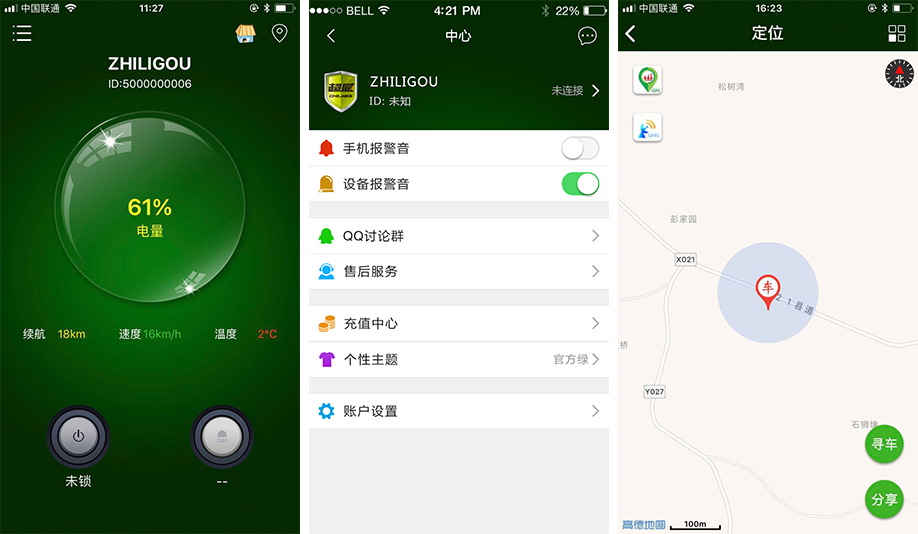 中国联通
11:27
ZHILIGOU
ID:5000000006
61%
电量
续航 18km 速度 16km/h 温度 2°C
未锁 --
BELL 4:21 PM 22%
中心
超威
CHILWEE
ZHILIGOU
ID: 未知
未连接
手机报警音
设备报警音
QQ讨论群
售后服务
充值中心
个性主题 官方绿
账户设置
中国联通 16:23
定位
GPS
北
松树湾
GPRS
彭家园
X021
车
2 1 县道
桥
Y027
石狮塘
寻车
分享
高德地图 100m